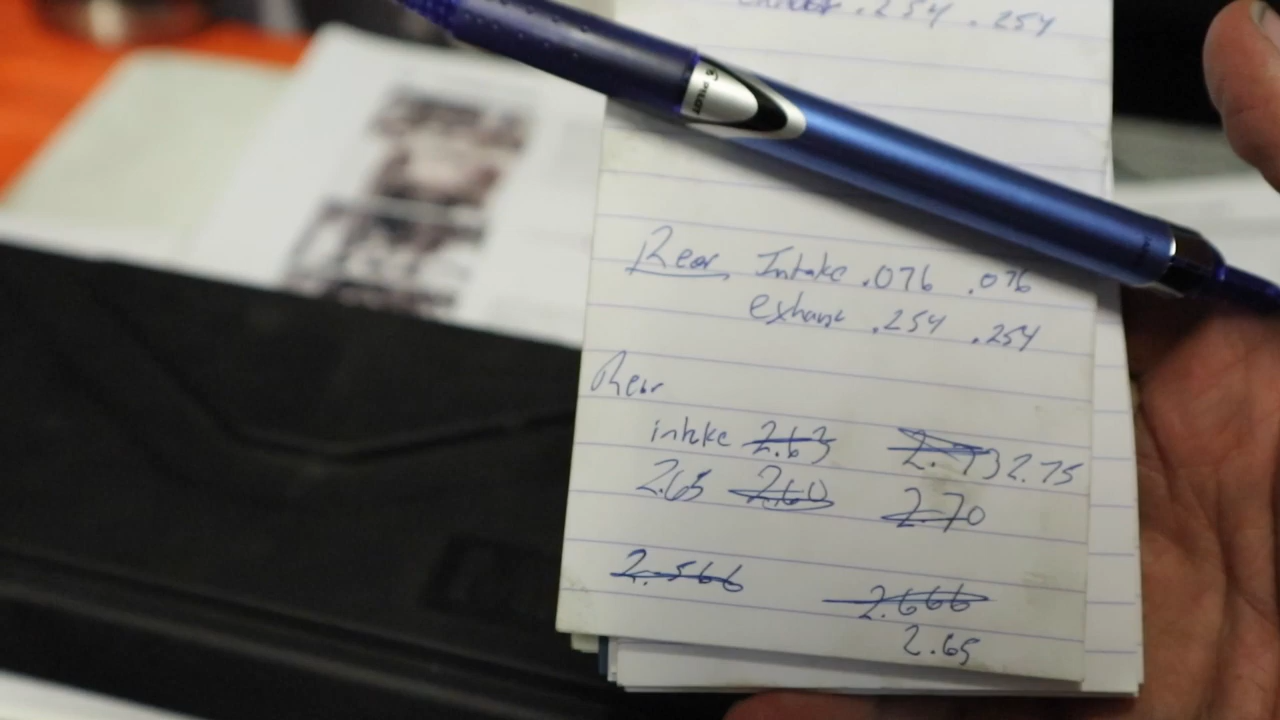 .254 .254
PILOT
Rear Intake .076 .076
exhaust .254 .254
Rear
intake 2.63 2.73 2.75
2.65 2.60 2.70
2.566 2.666
2.65